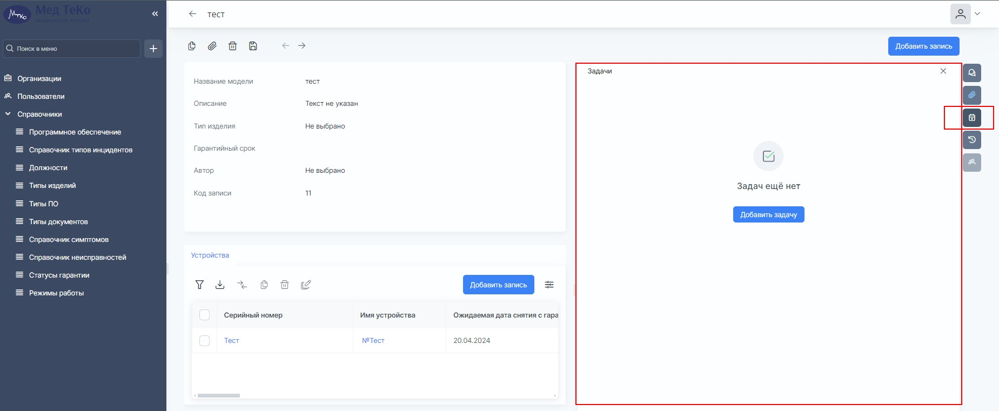 Мед ТеКо
тест
Поиск в меню
Добавить запись
Организации
Пользователи
Справочники
Программное обеспечение
Справочник типов инцидентов
Должности
Типы изделий
Типы ПО
Типы документов
Справочник симптомов
Справочник неисправностей
Статусы гарантии
Режимы работы
Название модели тест
Описание Текст не указан
Тип изделия Не выбрано
Гарантийный срок
Автор Не выбрано
Код записи 11
Устройства
Добавить запись
Серийный номер Имя устройства Ожидаемая дата снятия с гара
Тест №Тест 20.04.2024
Задачи
Задач ещё нет
Добавить задачу